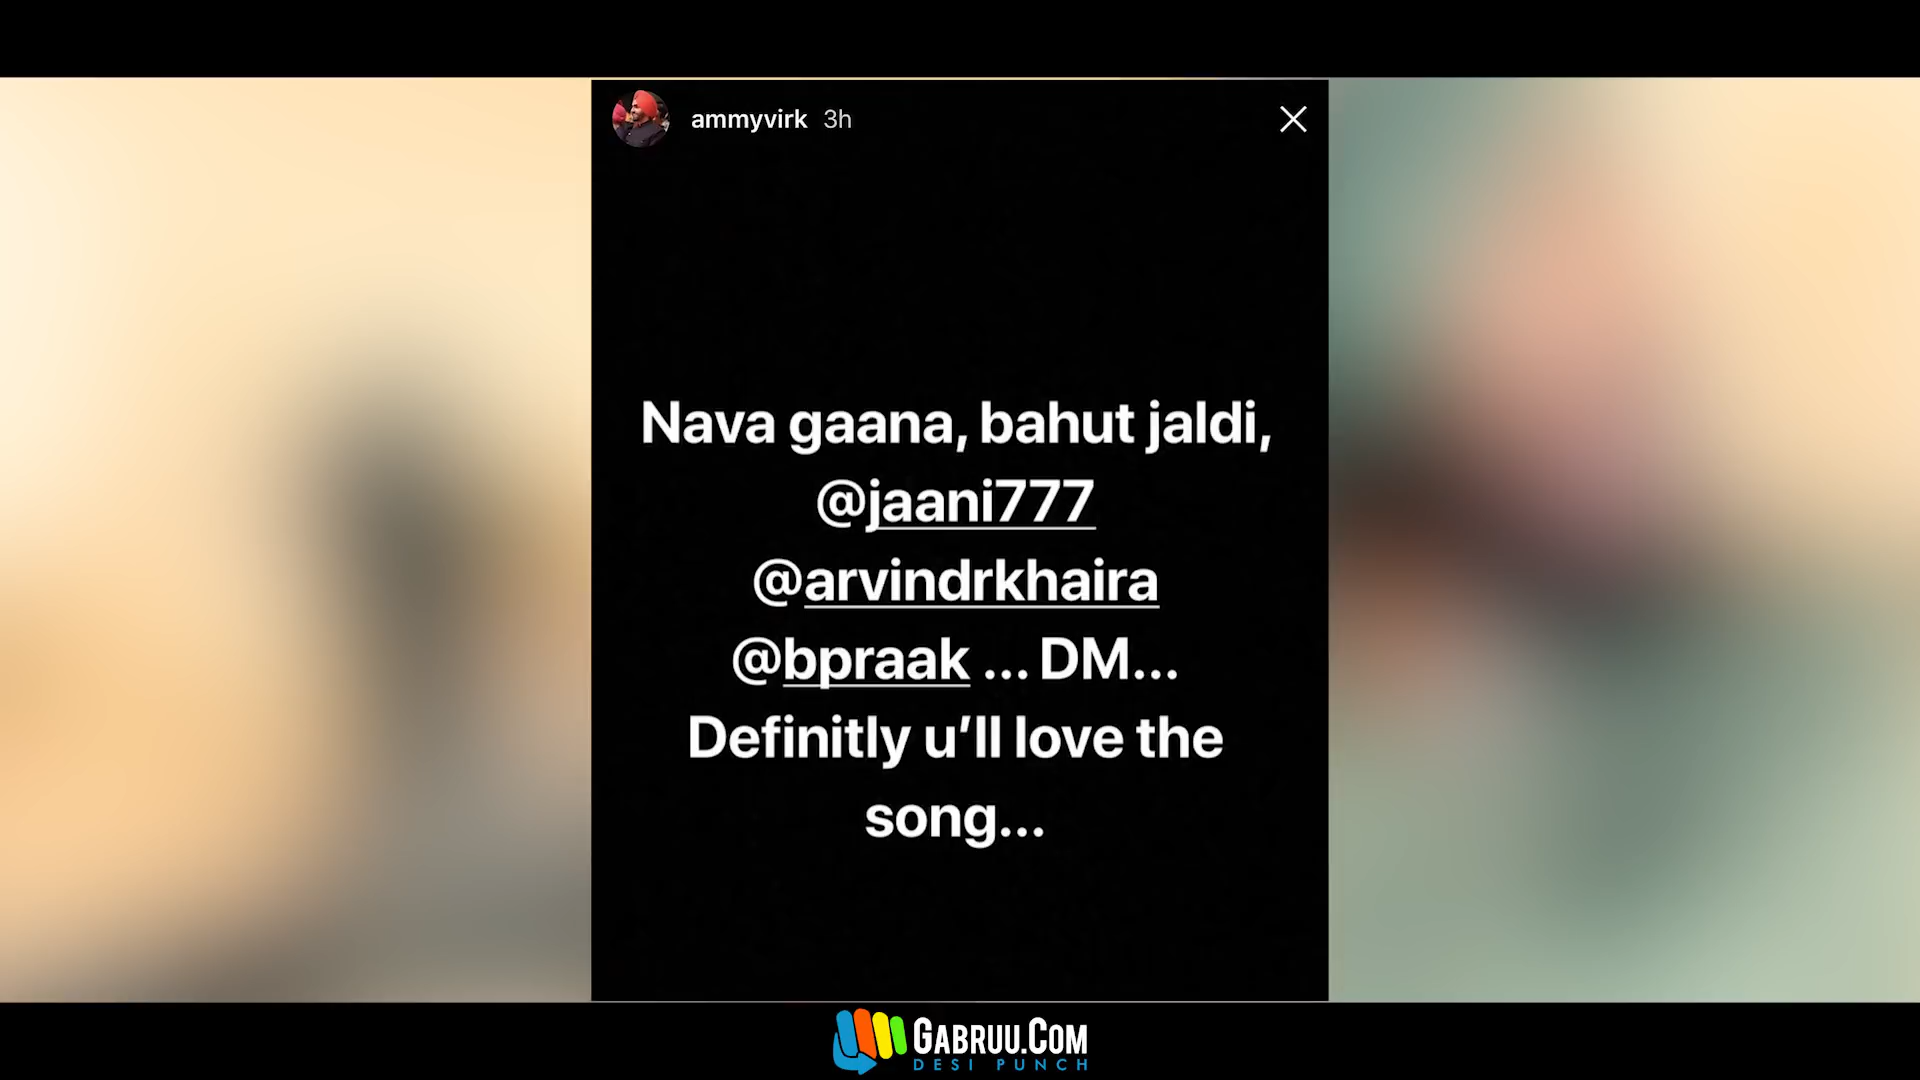 ammyvirk 3h
Nava gaana, bahut jaldi,
@jaani777
@arvindrkhaira
@bpraak ... DM...
Definitly u’ll love the
song...
GABRUU.COM
DESI PUNCH